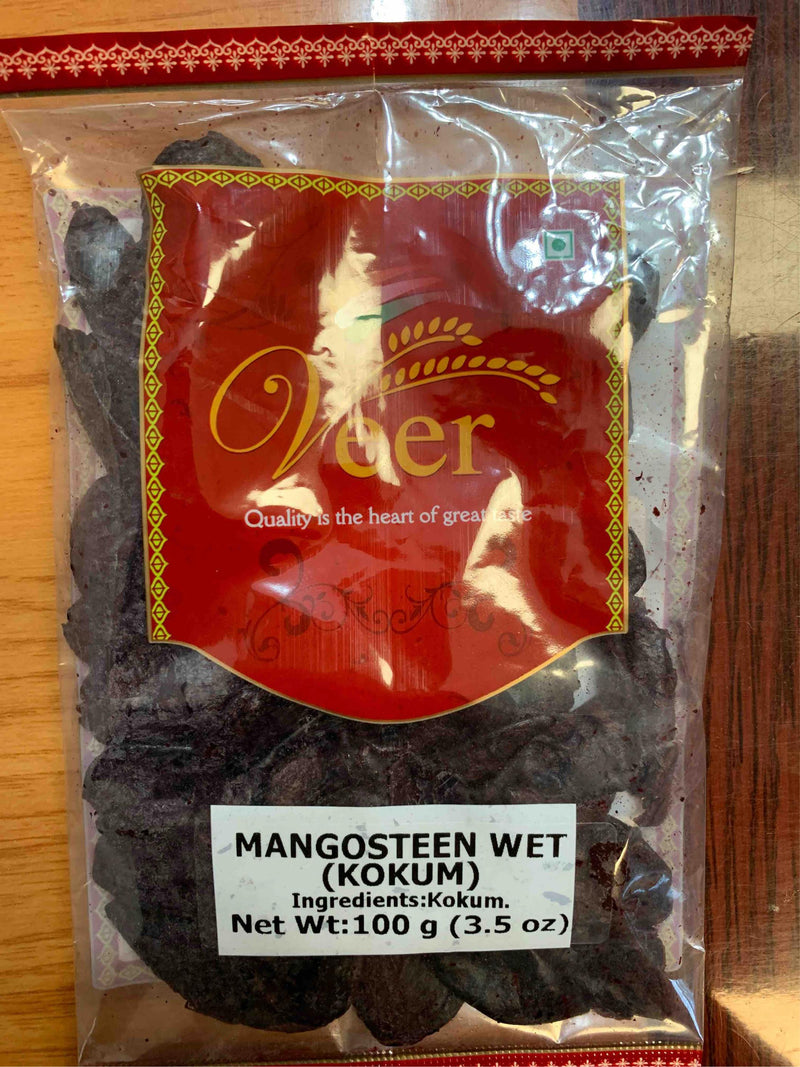 Veer
Quality is the heart of great taste
MANGOSTEEN WET
(KOKUM)
Ingredients:Kokum.
Net Wt:100 g (3.5 oz)